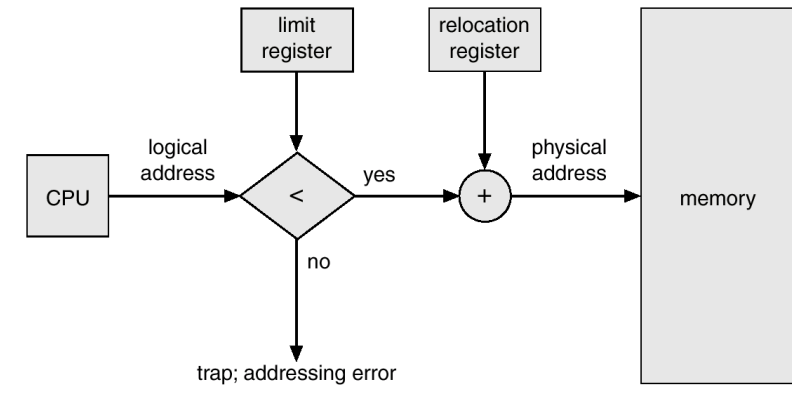 limit
register
relocation
register
logical
address
physical
address
CPU
<
yes
+
memory
no
trap; addressing error